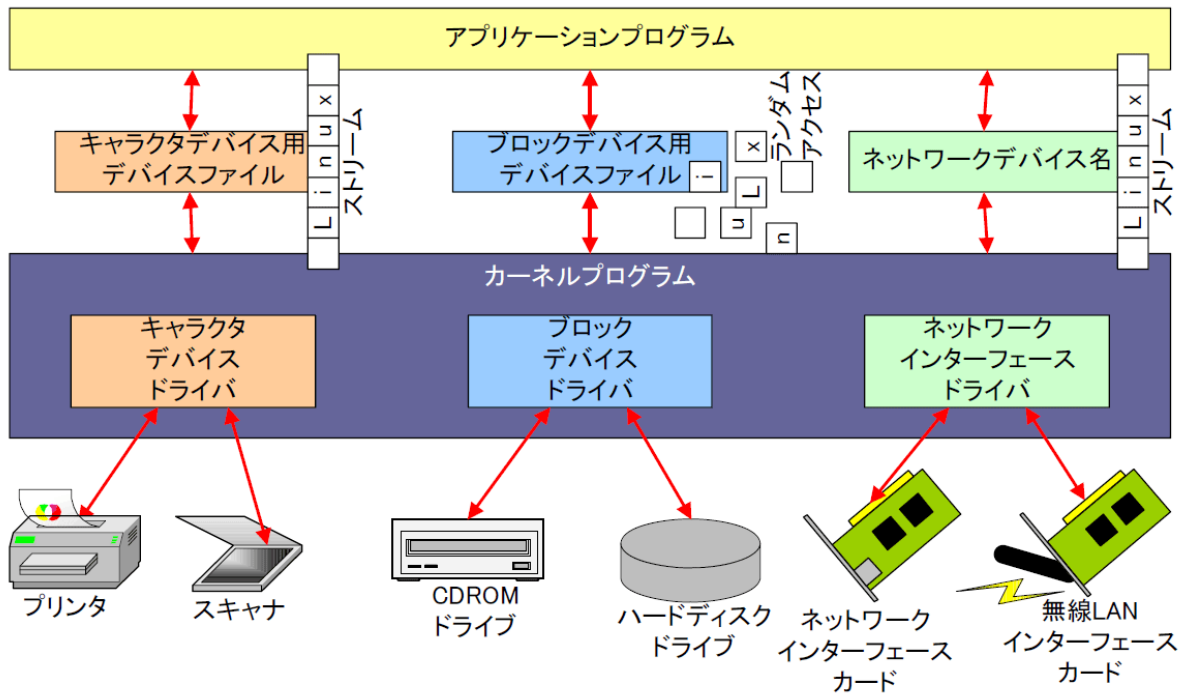 アプリケーションプログラム
キャラクタデバイス用
デバイスファイル
Linux
ストリーム
ブロックデバイス用
デバイスファイル
i
x
L
u
n
ランダム
アクセス
ネットワークデバイス名
Linux
ストリーム
カーネルプログラム
キャラクタ
デバイス
ドライバ
ブロック
デバイス
ドライバ
ネットワーク
インターフェース
ドライバ
プリンタ
スキャナ
CDROM
ドライブ
ハードディスク
ドライブ
ネットワーク
インターフェース
カード
無線LAN
インターフェース
カード